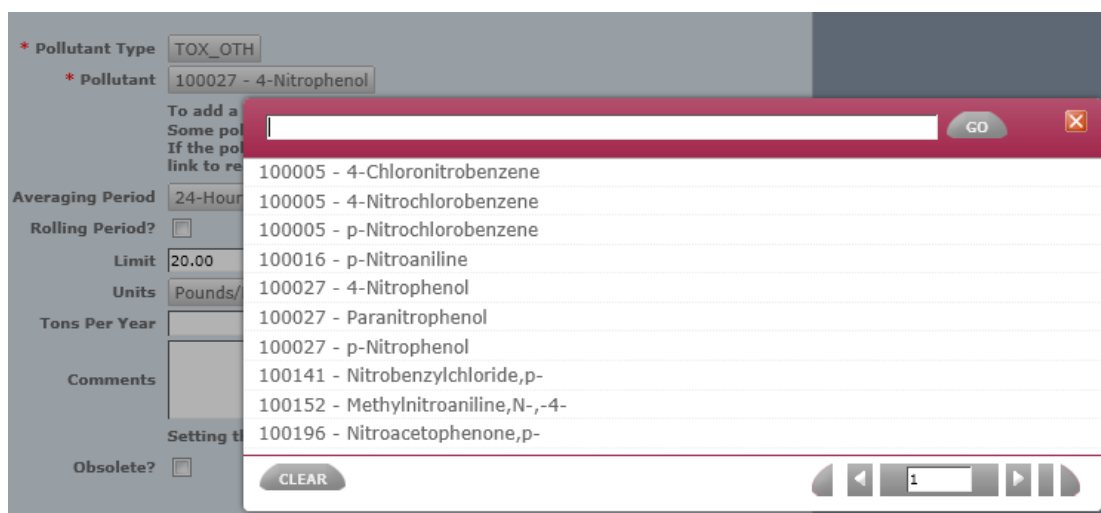 * Pollutant Type TOX_OTH
* Pollutant 100027 - 4-Nitrophenol
To add a
Some pol
If the pol
link to re
Averaging Period 24-Hour
Rolling Period?
Limit 20.00
Units Pounds/
Tons Per Year
Comments
Setting th
Obsolete?
GO
100005 - 4-Chloronitrobenzene
100005 - 4-Nitrochlorobenzene
100005 - p-Nitrochlorobenzene
100016 - p-Nitroaniline
100027 - 4-Nitrophenol
100027 - Paranitrophenol
100027 - p-Nitrophenol
100141 - Nitrobenzylchloride,p-
100152 - Methylnitroaniline,N-,-4-
100196 - Nitroacetophenone,p-
CLEAR 1